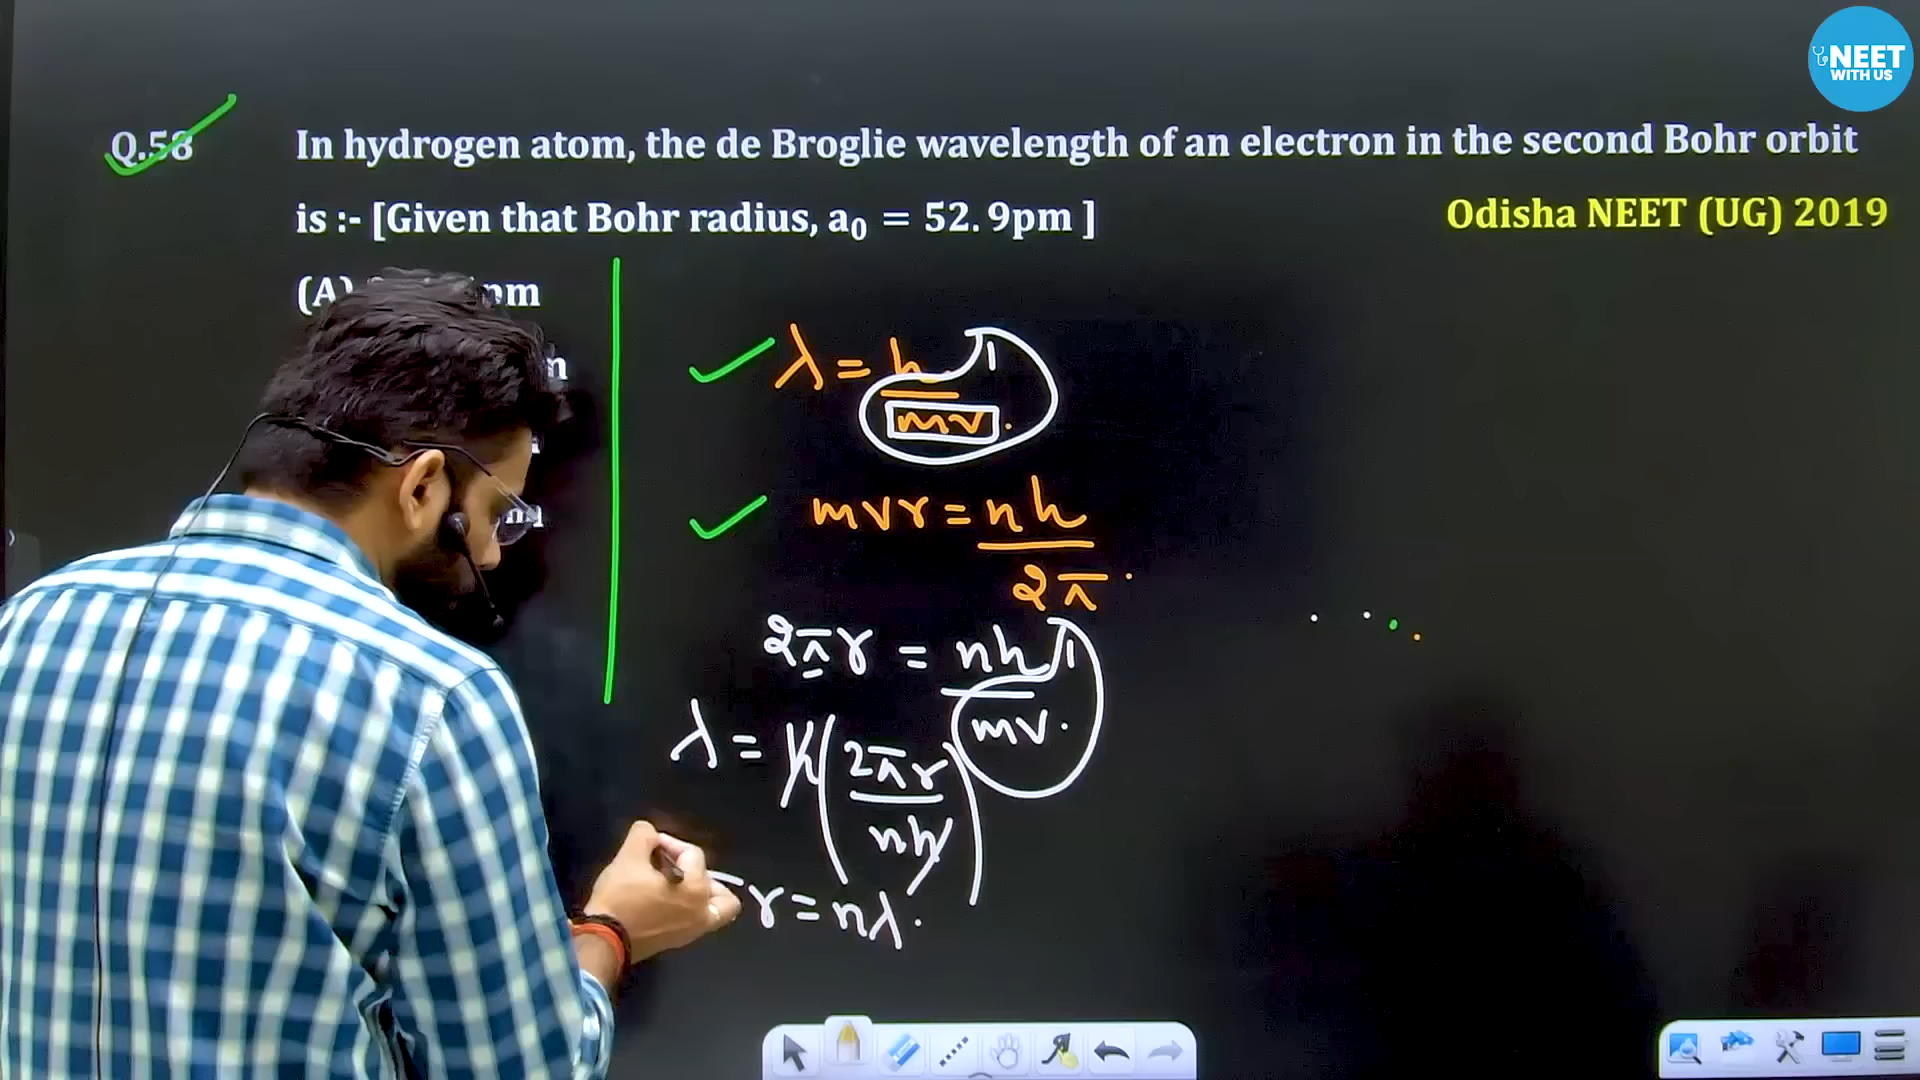 NEET
WITH US
Q.58 In hydrogen atom, the de Broglie wavelength of an electron in the second Bohr orbit
is :- [Given that Bohr radius, a₀ = 52. 9pm ]
Odisha NEET (UG) 2019
(A) pm
λ = h/mv.
mvr = nh/2π.
2πr = nh/mv.
λ = h(2πr/nh)
r = nλ.